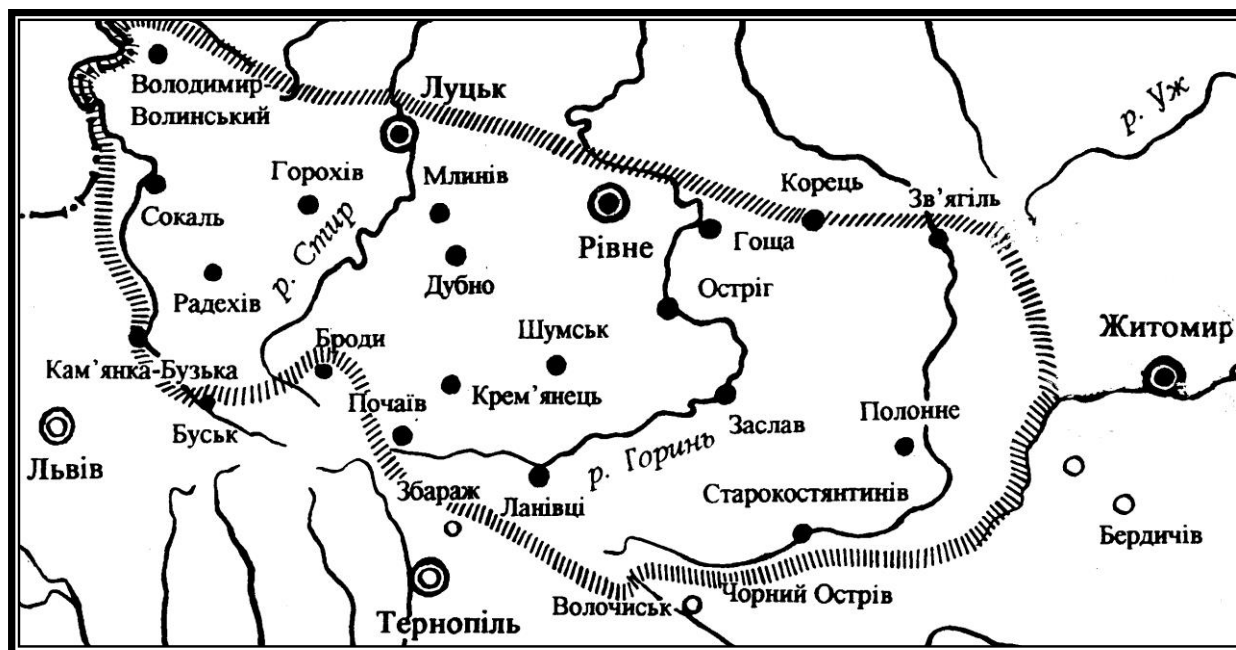 Володимир-
Волинський
Луцьк
р. Уж
Горохів
Млинів
Корець
Зв’ягіль
Сокаль
р. Стир
Рівне
Гоща
Радехів
Дубно
Остріг
Броди
Шумськ
Житомир
Кам’янка-Бузька
Почаїв
Крем’янець
Заслав
Полонне
Буськ
Львів
р. Горинь
Збараж
Ланівці
Старокостянтинів
Бердичів
Волочиськ
Чорний Острів
Тернопіль